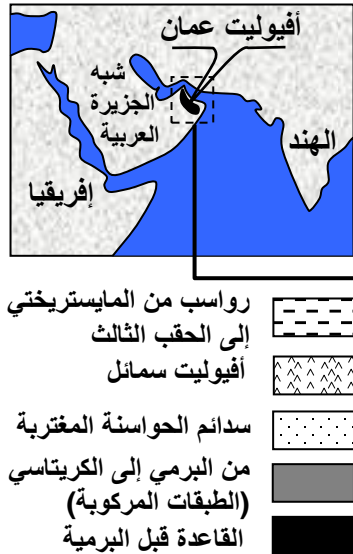 أفيوليت عمان
شبه
الجزيرة
العربية
الهند
إفريقيا
رواسب من المايستريختي
إلى الحقب الثالث
أفيوليت سمائل
سدائم الحواسنة المغتربة
من البرمي إلى الكريتاسي
(الطبقات المركوبة)
القاعدة قبل البرمية